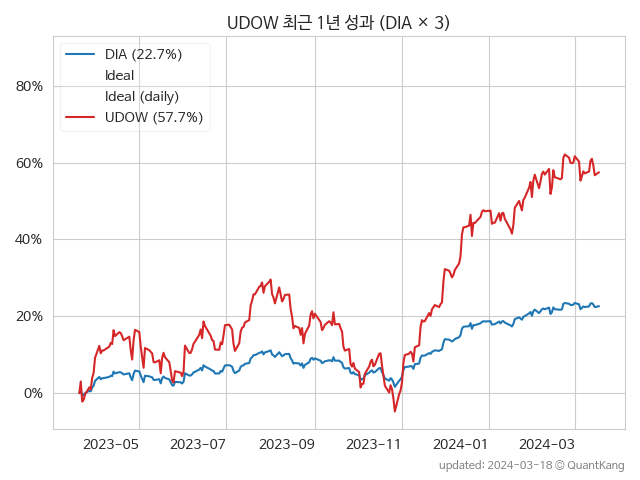 UDOW 최근 1년 성과 (DIA × 3)
DIA (22.7%)
Ideal
Ideal (daily)
UDOW (57.7%)
80%
60%
40%
20%
0%
2023−05
2023−07
2023−09
2023−11
2024−01
2024−03
updated: 2024-03-18 © QuantKang